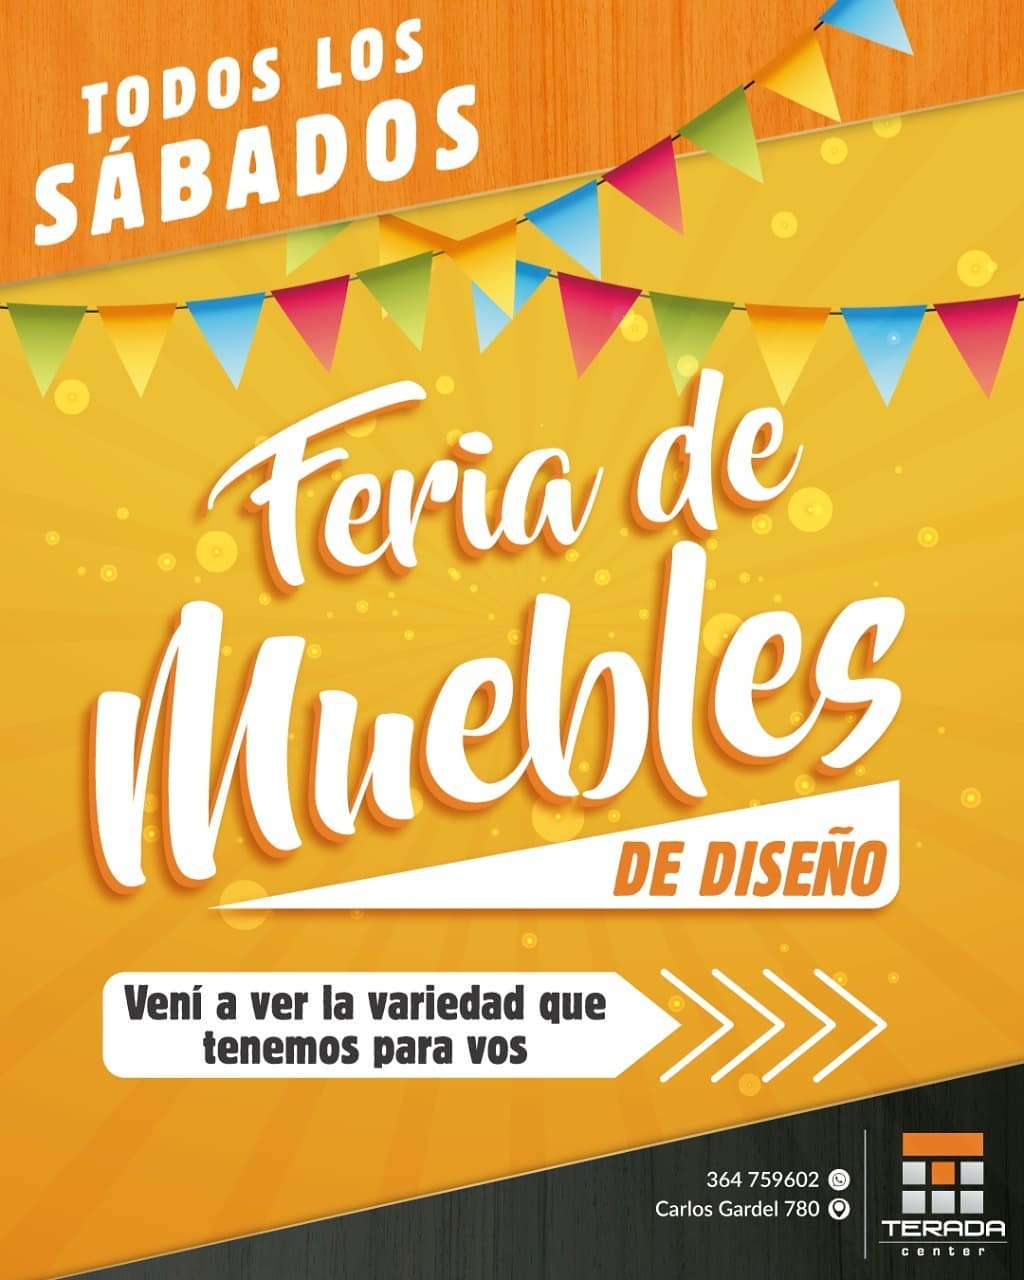 TODOS LOS
SÁBADOS
Feria de
Muebles
DE DISEÑO
Vení a ver la variedad que
tenemos para vos
364 759602
Carlos Gardel 780
TERADA
center